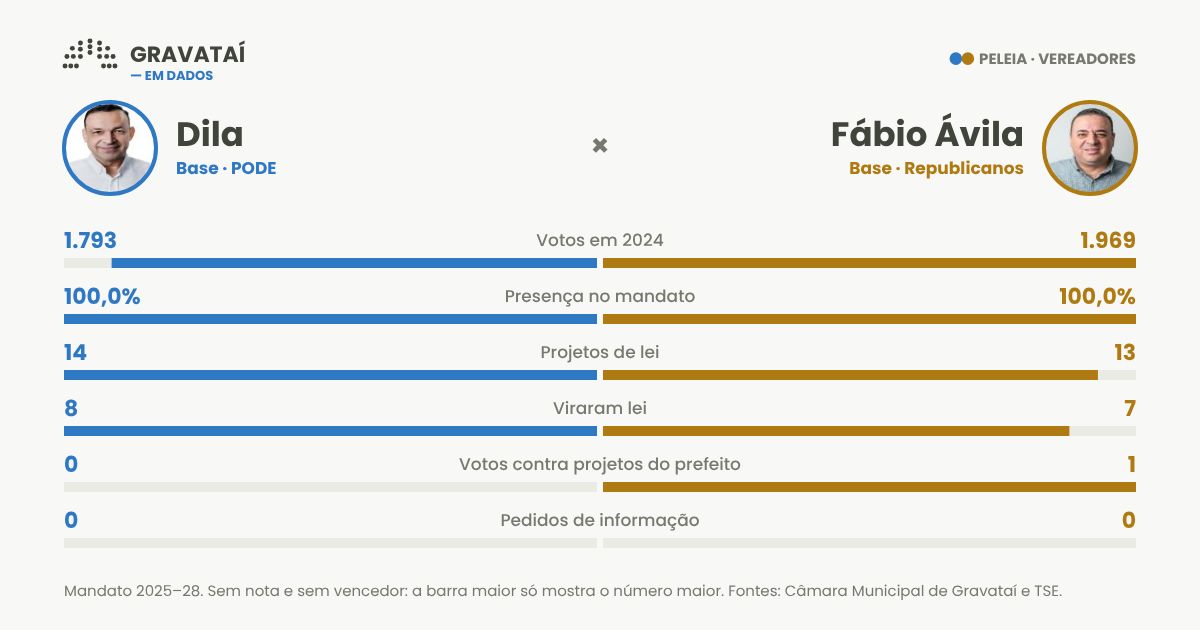 GRAVATAÍ
— EM DADOS
PELEIA · VEREADORES
Dila
Base · PODE
×
Fábio Ávila
Base · Republicanos
1.793 Votos em 2024 1.969
100,0% Presença no mandato 100,0%
14 Projetos de lei 13
8 Viraram lei 7
0 Votos contra projetos do prefeito 1
0 Pedidos de informação 0
Mandato 2025–28. Sem nota e sem vencedor: a barra maior só mostra o número maior. Fontes: Câmara Municipal de Gravataí e TSE.